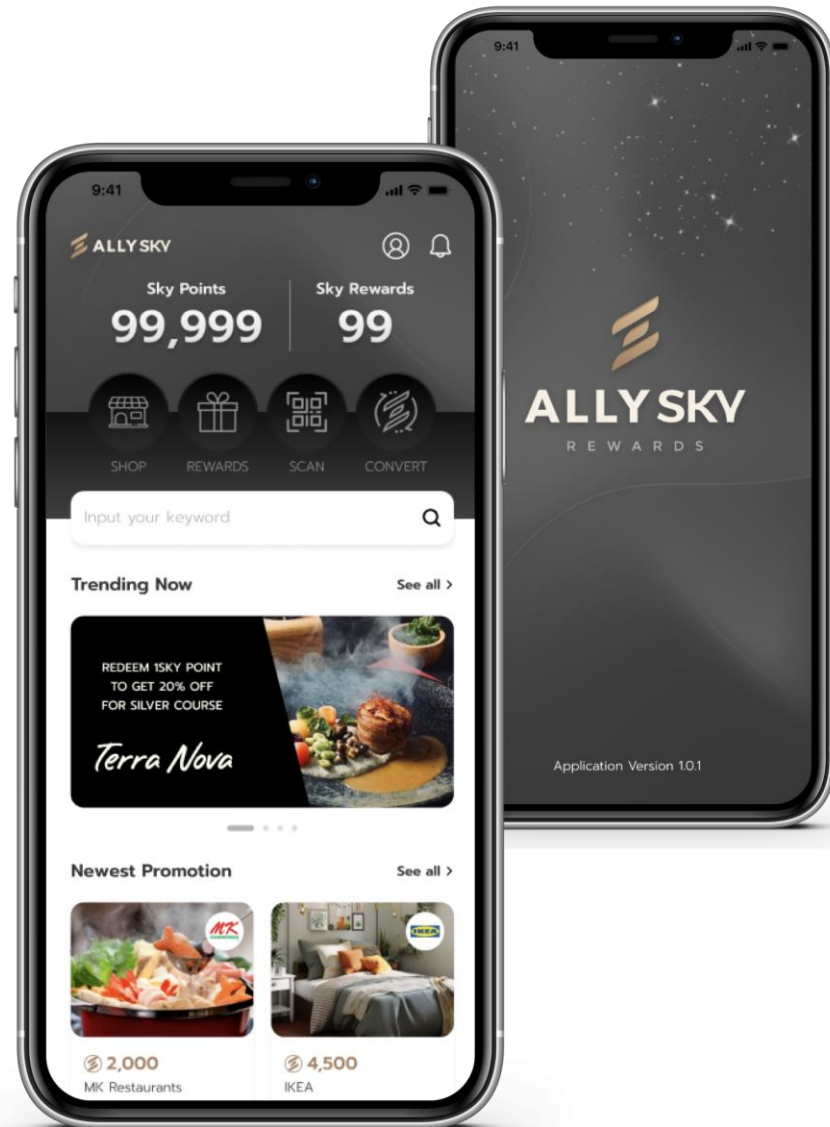 9:41
ALLY SKY
Sky Points
Sky Rewards
99,999
99
SHOP
REWARDS
SCAN
CONVERT
Input your keyword
Trending Now
See all >
REDEEM 1SKY POINT
TO GET 20% OFF
FOR SILVER COURSE
Terra Nova
Newest Promotion
See all >
MK
IKEA
2,000
4,500
MK Restaurants
IKEA
9:41
ALLY SKY
REWARDS
Application Version 1.0.1